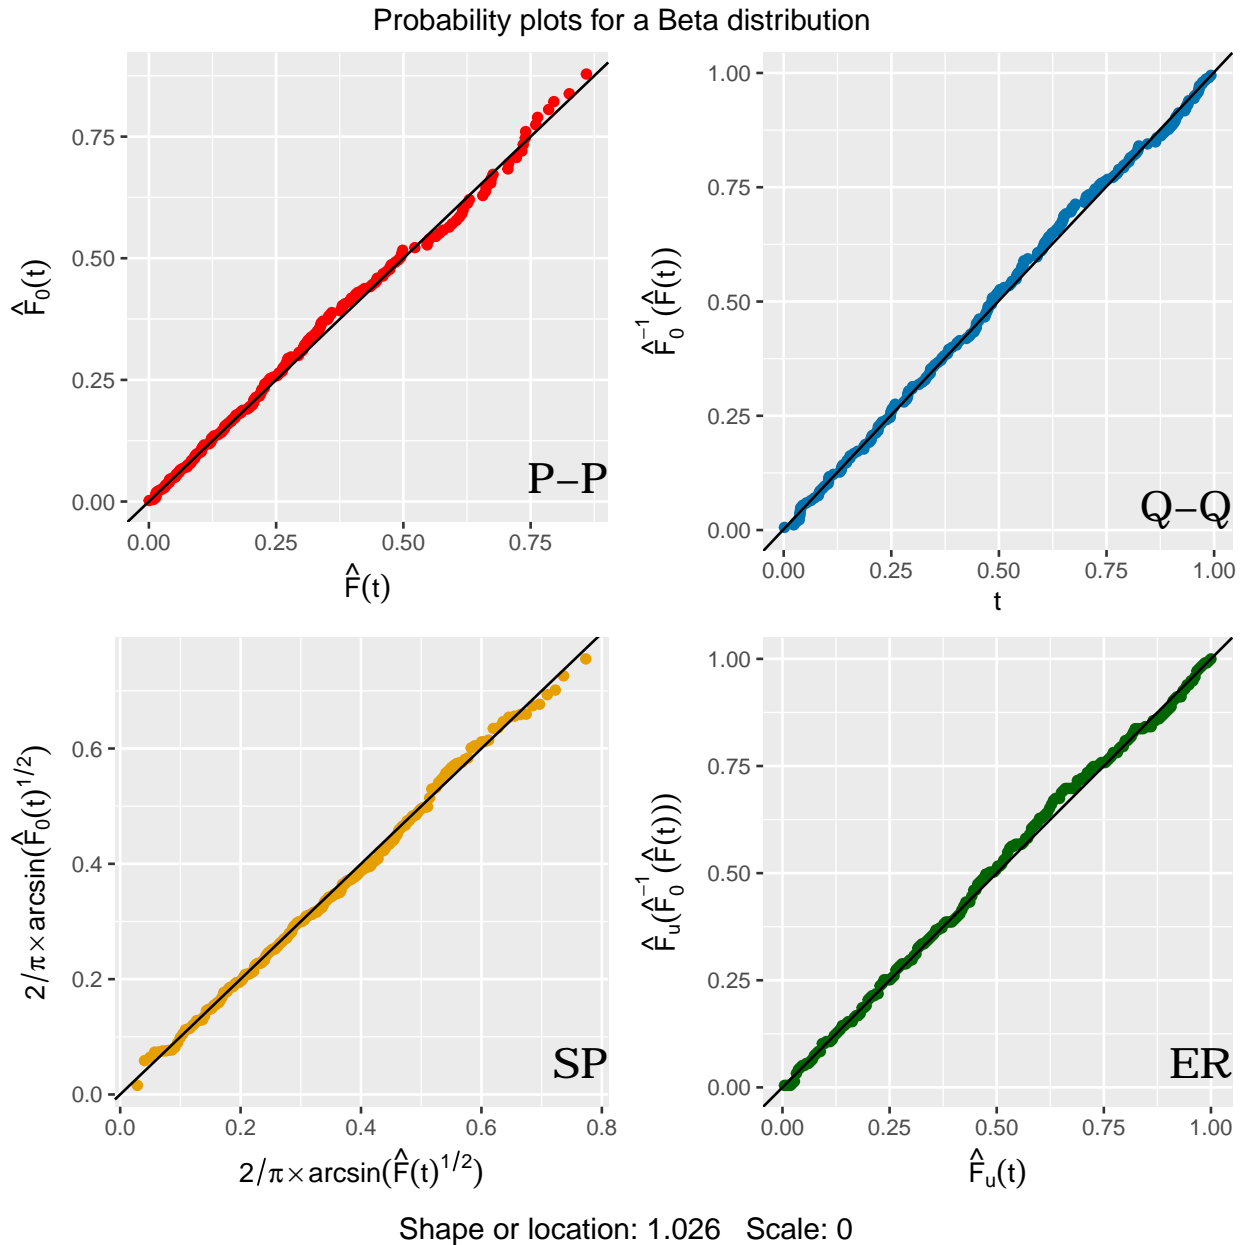 Probability plots for a Beta distribution
F̂₀(t)
0.75
0.50
0.25
0.00
P−P
0.00 0.25 0.50 0.75
F̂(t)
F̂₀⁻¹(F̂(t))
1.00
0.75
0.50
0.25
0.00
Q−Q
0.00 0.25 0.50 0.75 1.00
t
2/π×arcsin(F̂₀(t)^1/2)
0.6
0.4
0.2
0.0
SP
0.0 0.2 0.4 0.6 0.8
2/π×arcsin(F̂(t)^1/2)
F̂ᵤ(F̂₀⁻¹(F̂(t)))
1.00
0.75
0.50
0.25
0.00
ER
0.00 0.25 0.50 0.75 1.00
F̂ᵤ(t)
Shape or location: 1.026 Scale: 0